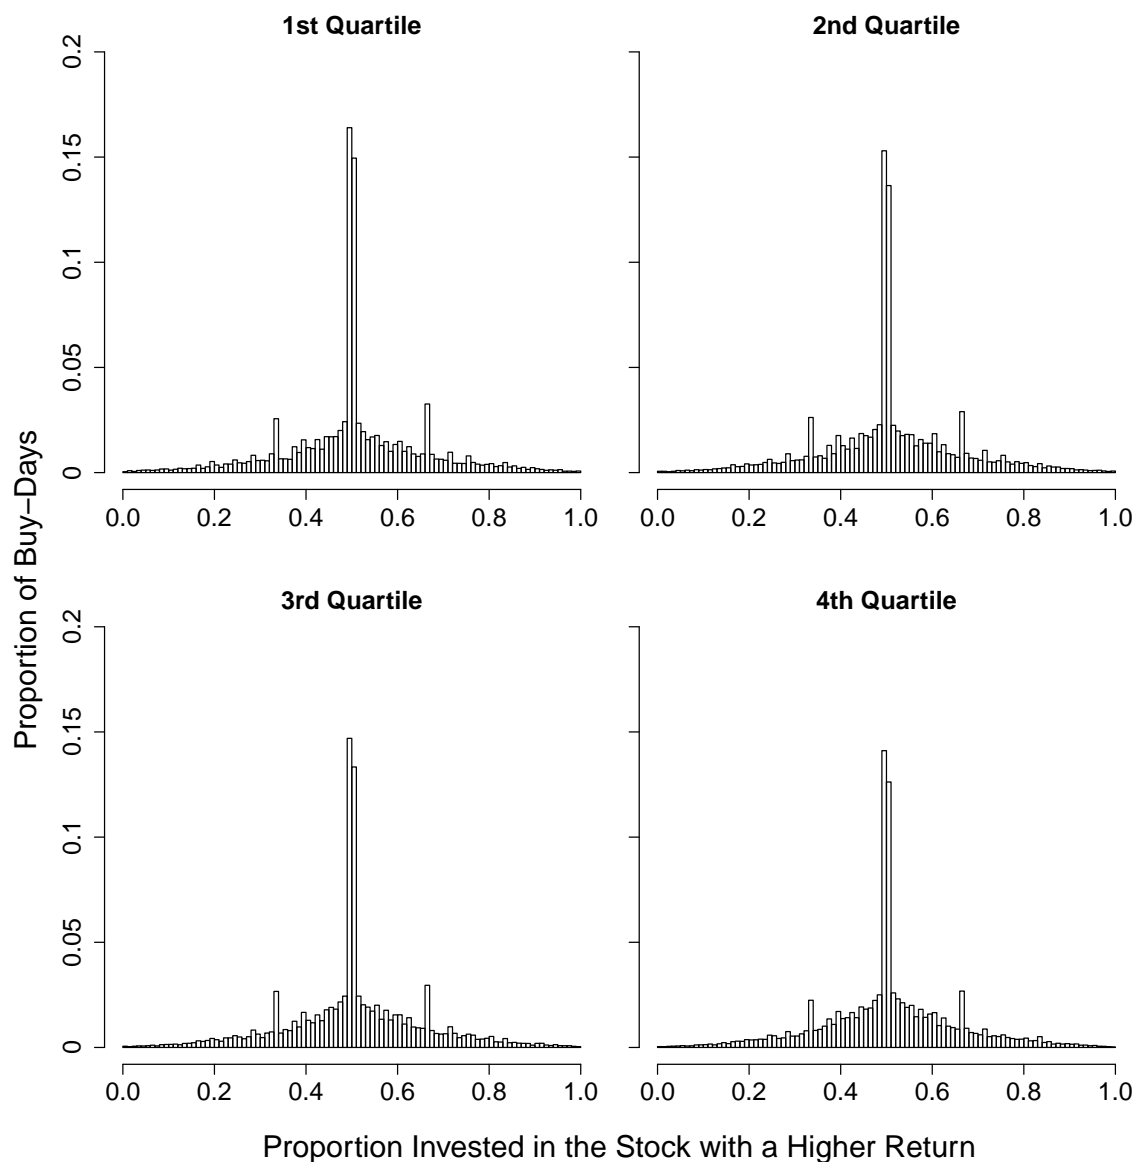 1st Quartile
2nd Quartile
0.2
0.15
0.1
0.05
0
0.0 0.2 0.4 0.6 0.8 1.0
0.0 0.2 0.4 0.6 0.8 1.0
Proportion of Buy−Days
3rd Quartile
4th Quartile
0.2
0.15
0.1
0.05
0
0.0 0.2 0.4 0.6 0.8 1.0
0.0 0.2 0.4 0.6 0.8 1.0
Proportion Invested in the Stock with a Higher Return